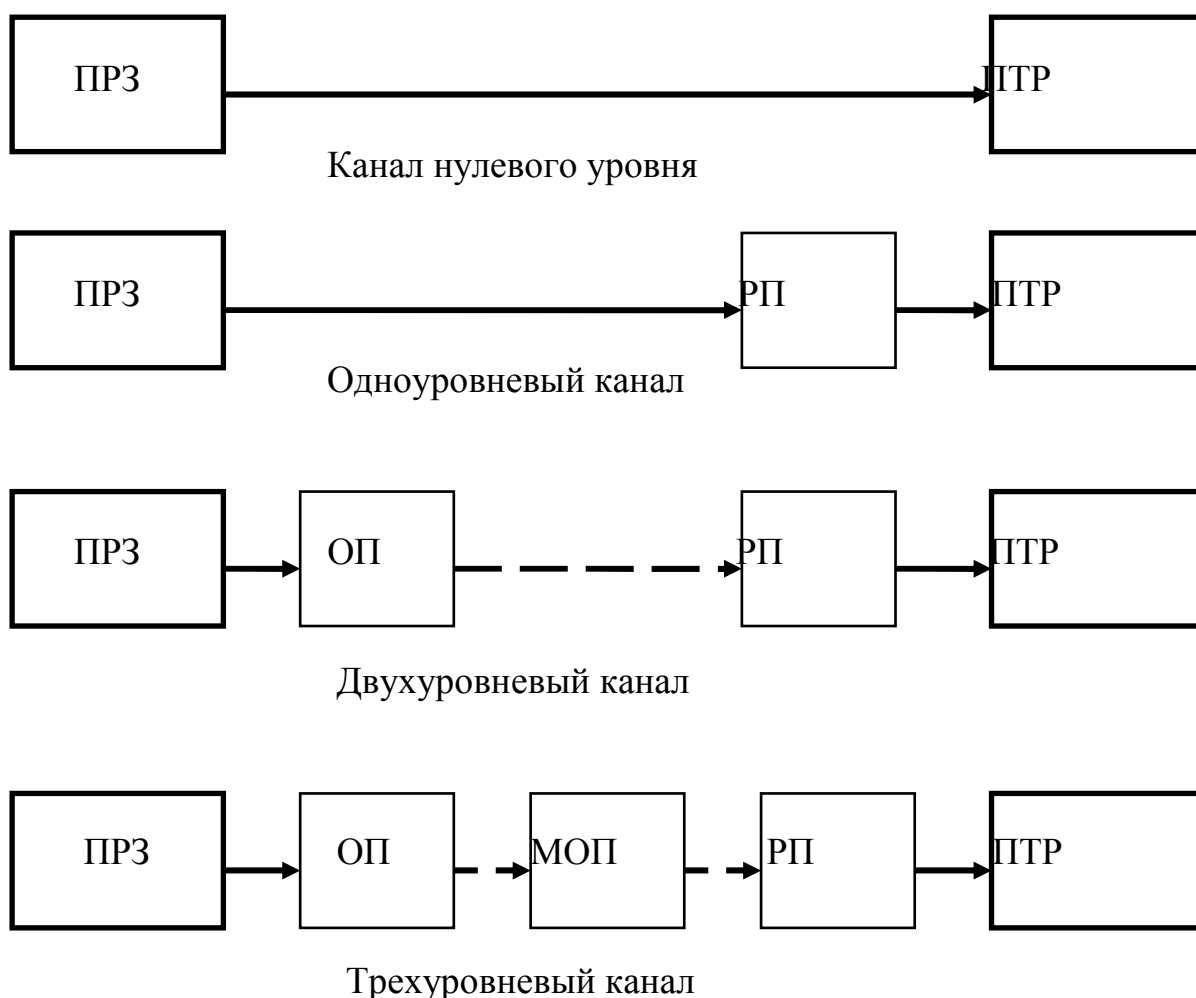 ПРЗ ПТР
Канал нулевого уровня
ПРЗ РП ПТР
Одноуровневый канал
ПРЗ ОП РП ПТР
Двухуровневый канал
ПРЗ ОП МОП РП ПТР
Трехуровневый канал